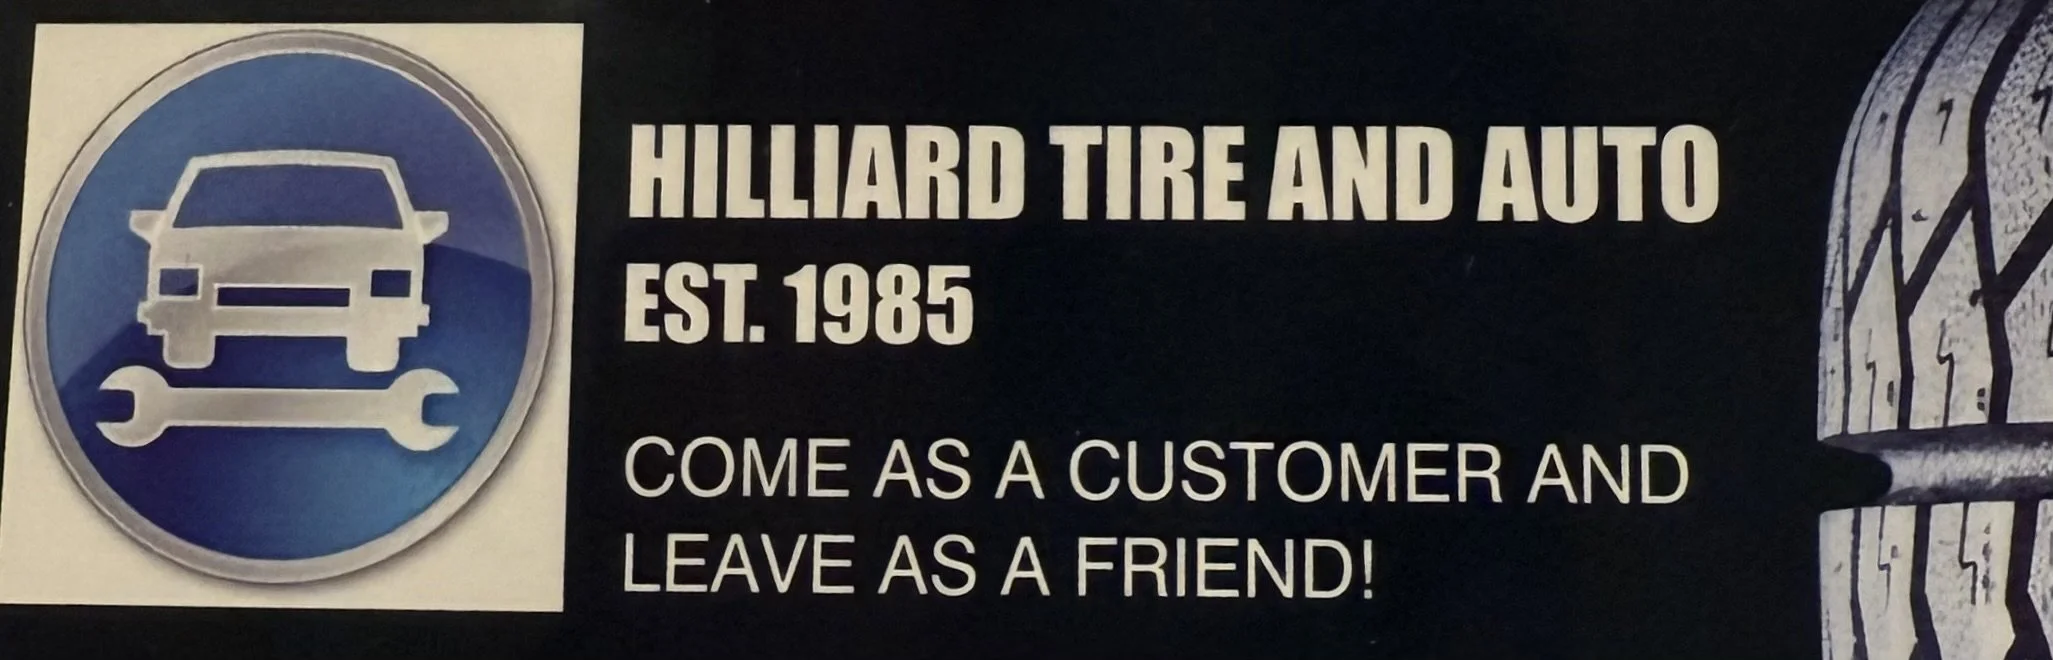 HILLIARD TIRE AND AUTO
EST. 1985
COME AS A CUSTOMER AND
LEAVE AS A FRIEND!